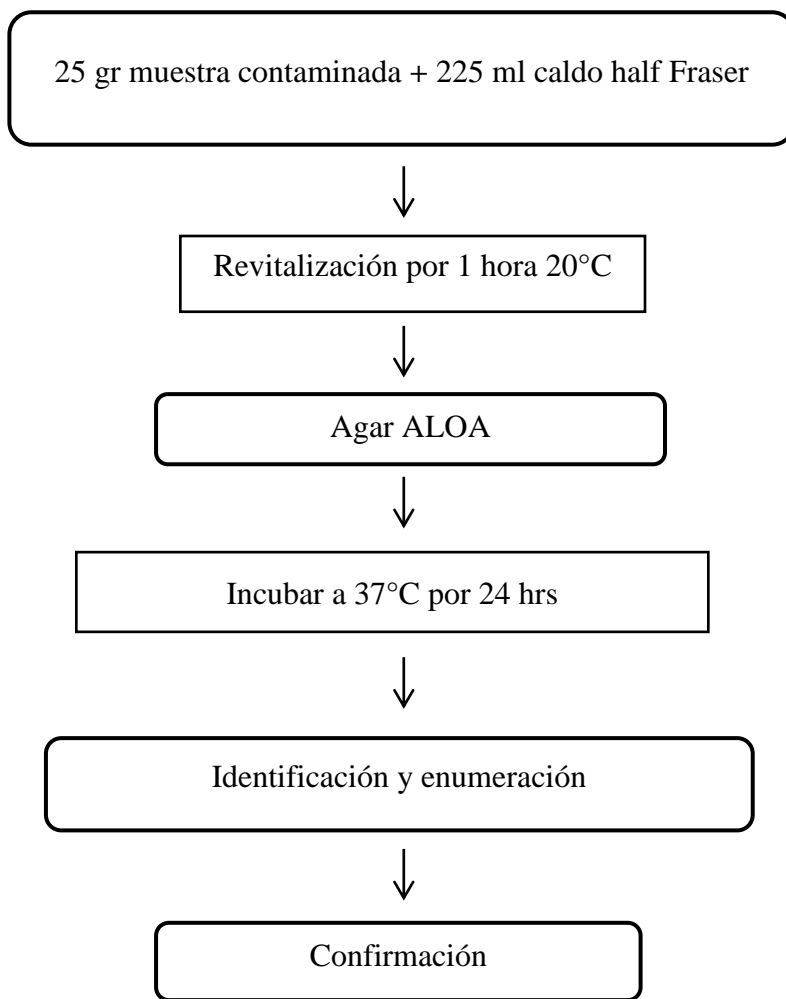 25 gr muestra contaminada + 225 ml caldo half Fraser
Revitalización por 1 hora 20°C
Agar ALOA
Incubar a 37°C por 24 hrs
Identificación y enumeración
Confirmación